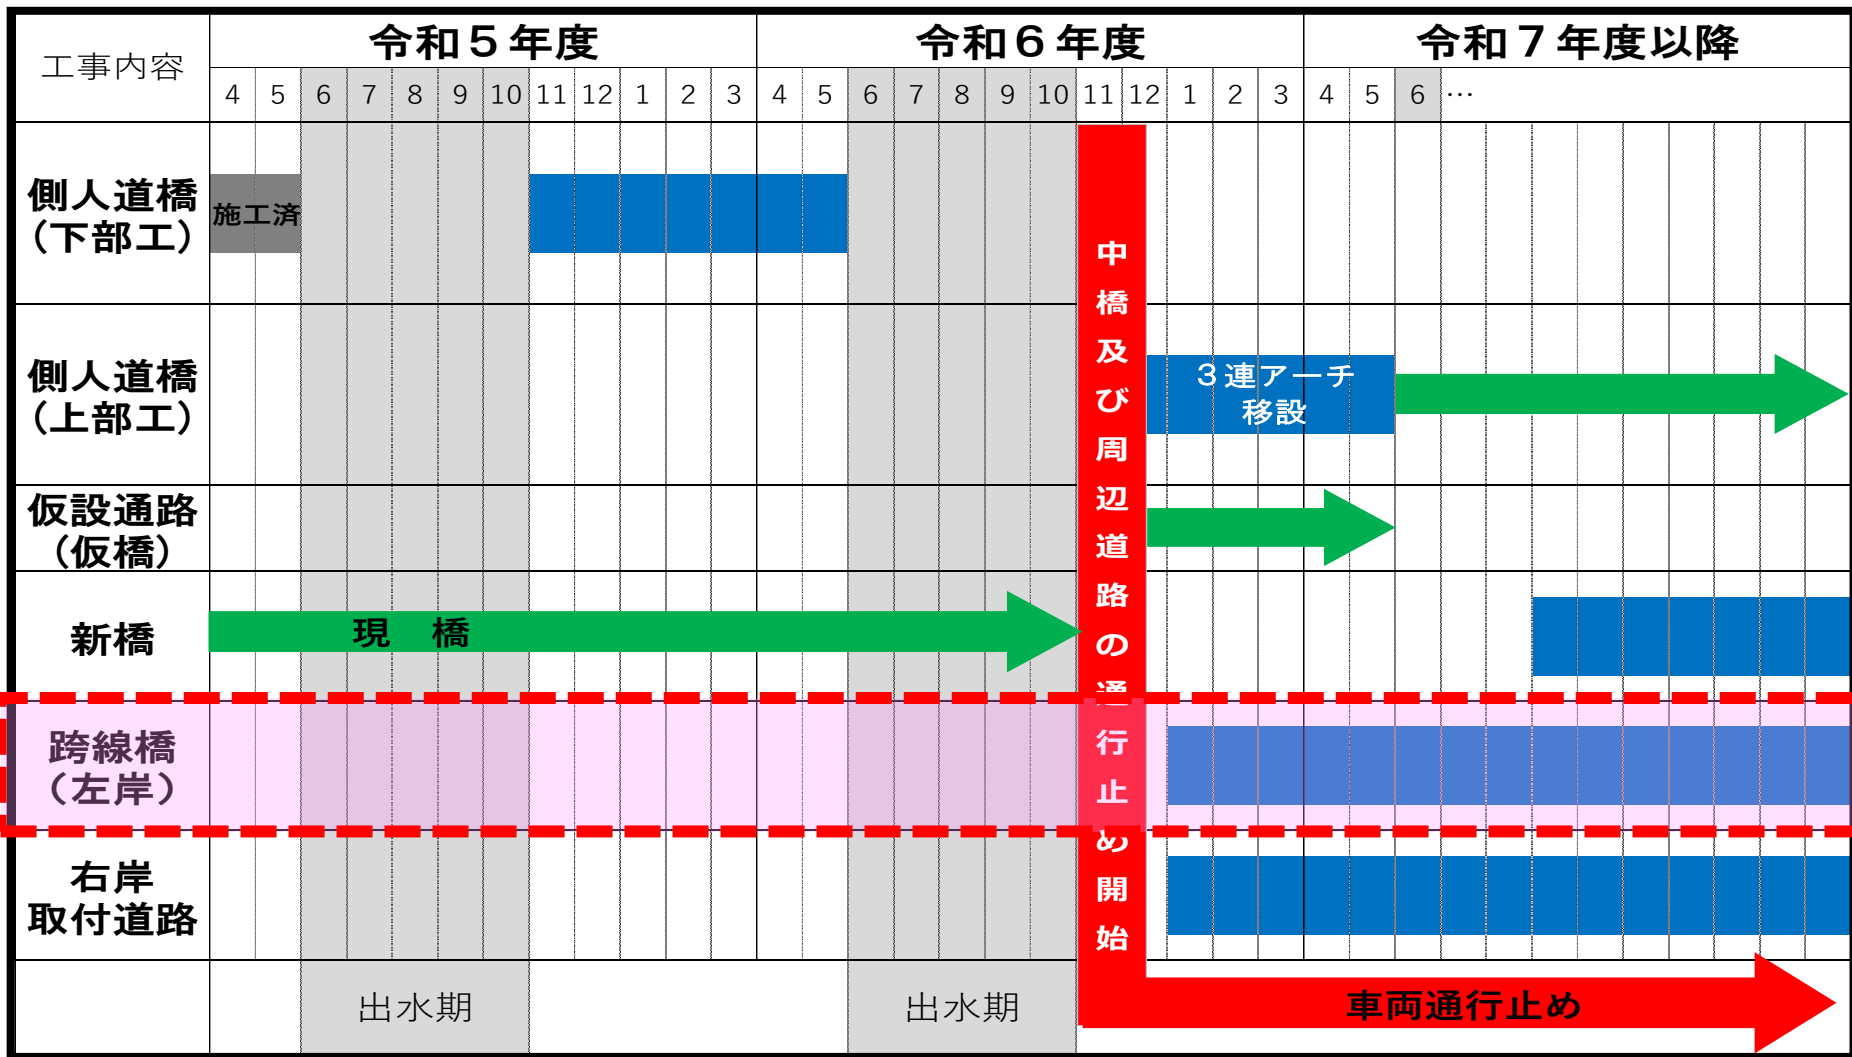 工事内容
令和５年度
令和６年度
令和７年度以降
4 5 6 7 8 9 10 11 12 1 2 3 4 5 6 7 8 9 10 11 12 1 2 3 4 5 6 …
側人道橋
（下部工）
施工済
側人道橋
（上部工）
３連アーチ
移設
仮設通路
（仮橋）
新橋
現　橋
跨線橋
（左岸）
右岸
取付道路
中橋及び周辺道路の通行止め開始
出水期
出水期
車両通行止め